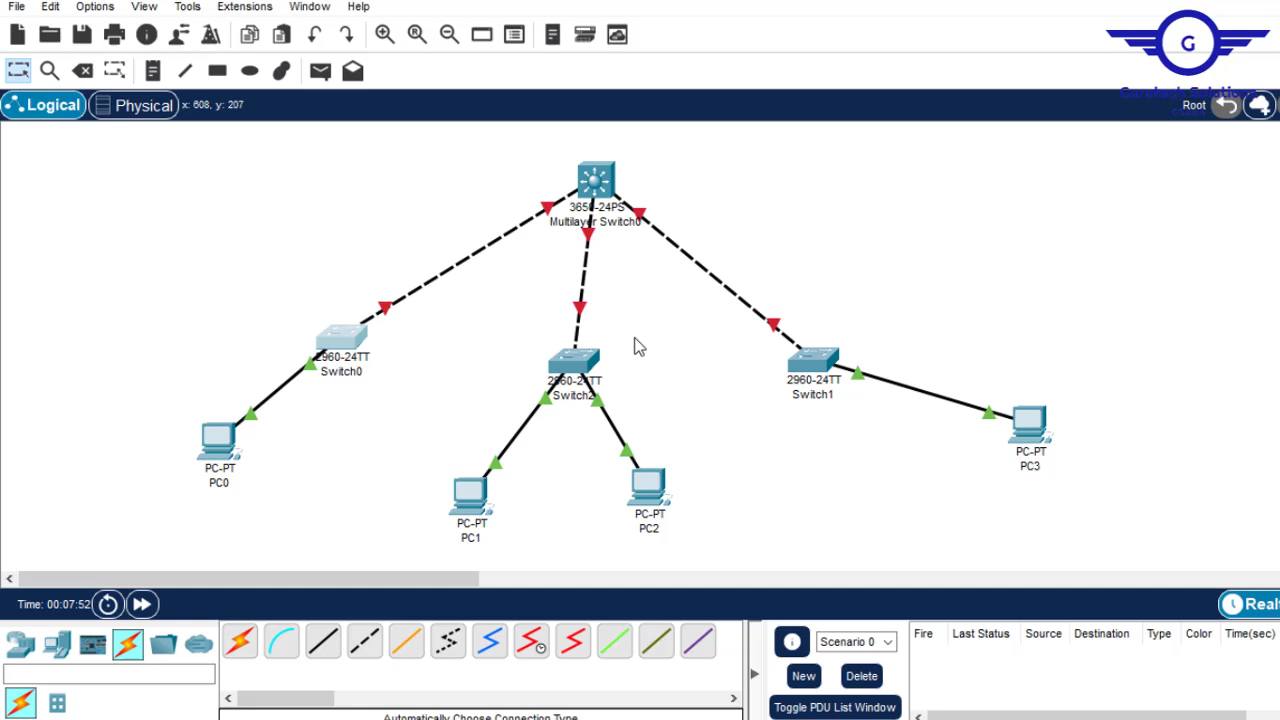 File Edit Options View Tools Extensions Window Help
G
Logical
Physical
x: 608, y: 207
Gurutech Solutions
Root
3650-24PS
Multilayer Switch0
2960-24TT
Switch0
2960-24TT
Switch2
2960-24TT
Switch1
PC-PT
PC0
PC-PT
PC1
PC-PT
PC2
PC-PT
PC3
Time: 00:07:52
Real
Scenario 0
New
Delete
Toggle PDU List Window
Fire Last Status Source Destination Type Color Time(sec)
Automatically Choose Connection Type